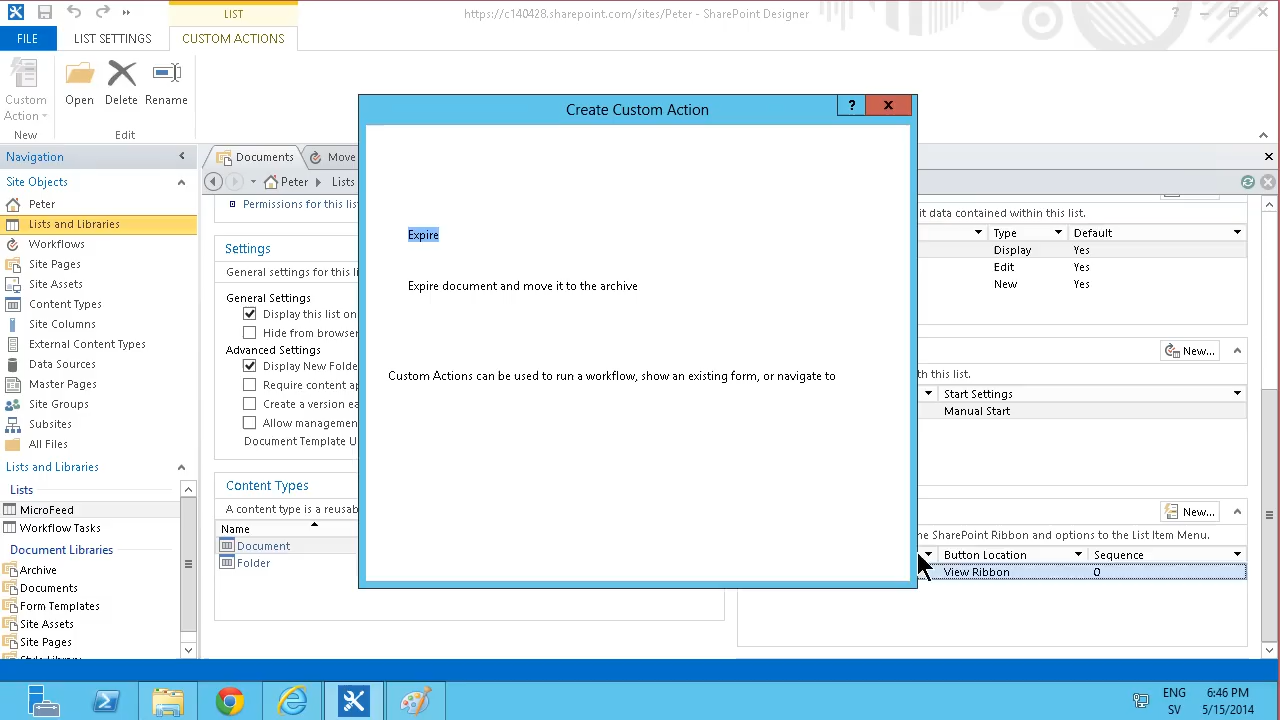 LIST
https://c140428.sharepoint.com/sites/Peter - SharePoint Designer
FILE
LIST SETTINGS
CUSTOM ACTIONS
Custom Action
Open
Delete
Rename
New
Edit
Create Custom Action
Navigation
Site Objects
Peter
Lists and Libraries
Workflows
Site Pages
Site Assets
Content Types
Site Columns
External Content Types
Data Sources
Master Pages
Site Groups
Subsites
All Files
Lists and Libraries
Lists
MicroFeed
Workflow Tasks
Document Libraries
Archive
Documents
Form Templates
Site Assets
Site Pages
Documents
Move
Peter
Lists
Permissions for this lis
Settings
General settings for this li
General Settings
Display this list on
Hide from browser
Advanced Settings
Display New Folde
Require content ap
Create a version ea
Allow managemen
Document Template U
Content Types
A content type is a reusab
Name
Document
Folder
Expire
Expire document and move it to the archive
Custom Actions can be used to run a workflow, show an existing form, or navigate to
it data contained within this list.
Type
Default
Display
Yes
Edit
Yes
New
Yes
New...
th this list.
Start Settings
Manual Start
New...
he SharePoint Ribbon and options to the List Item Menu.
Button Location
Sequence
View Ribbon
0
ENG
SV
6:46 PM
5/15/2014